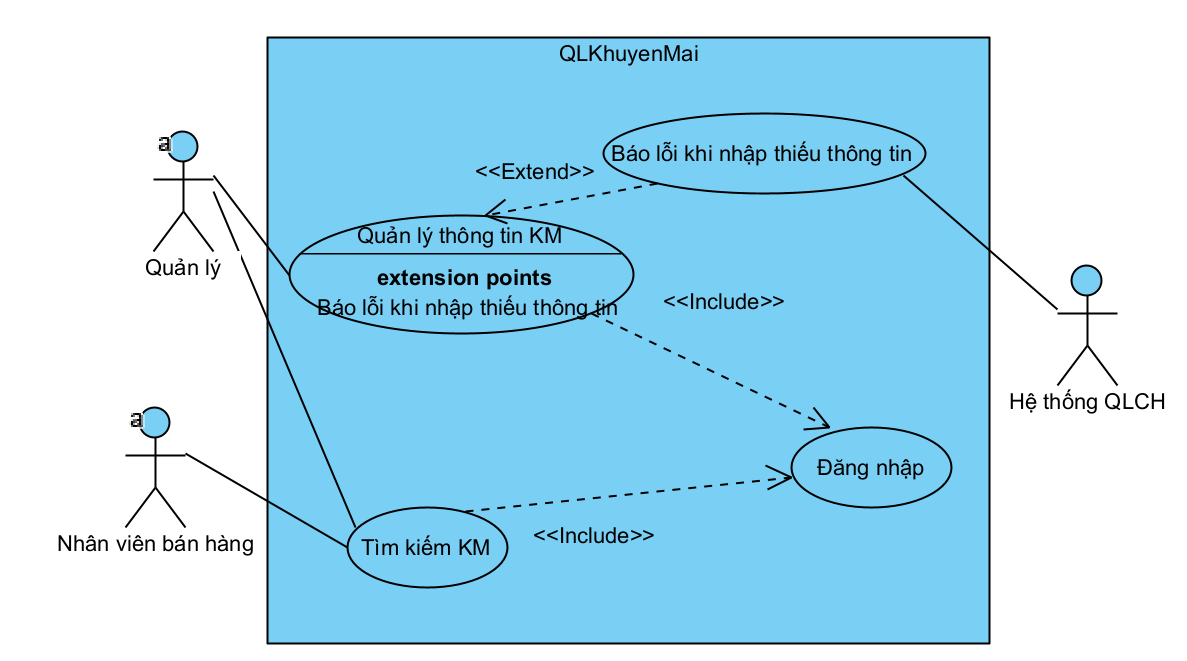 QLKhuyenMai
a
Báo lỗi khi nhập thiếu thông tin
<<Extend>>
Quản lý thông tin KM
extension points
Báo lỗi khi nhập thiếu thông tin
Quản lý
<<Include>>
Hệ thống QLCH
a
Đăng nhập
Nhân viên bán hàng
<<Include>>
Tìm kiếm KM